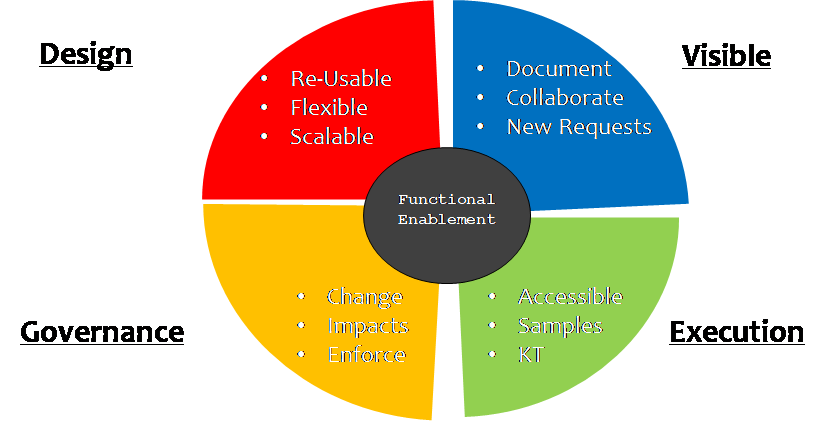 Design
• Re-Usable
• Flexible
• Scalable
Visible
• Document
• Collaborate
• New Requests
Functional
Enablement
Governance
• Change
• Impacts
• Enforce
Execution
• Accessible
• Samples
• KT